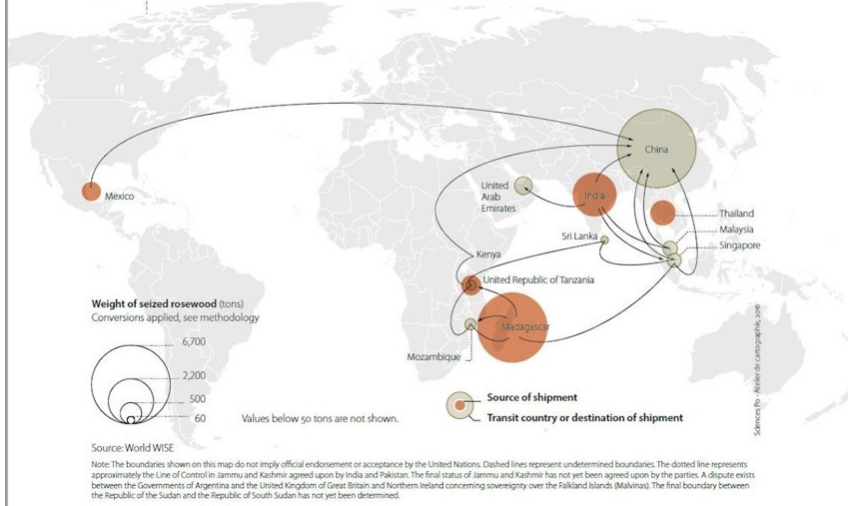 China
Mexico
United
Arab
Emirates
India
Thailand
Malaysia
Singapore
Sri Lanka
Kenya
United Republic of Tanzania
Madagascar
Mozambique
Weight of seized rosewood (tons)
Conversions applied, see methodology
6,700
2,200
500
60
Values below 50 tons are not shown.
Source of shipment
Transit country or destination of shipment
Sciences Po - Atelier de cartographie, 2016
Source: World WISE
Note: The boundaries shown on this map do not imply official endorsement or acceptance by the United Nations. Dashed lines represent undetermined boundaries. The dotted line represents
approximately the Line of Control in Jammu and Kashmir agreed upon by India and Pakistan. The final status of Jammu and Kashmir has not yet been agreed upon by the parties. A dispute exists
between the Governments of Argentina and the United Kingdom of Great Britain and Northern Ireland concerning sovereignty over the Falkland Islands (Malvinas). The final boundary between
the Republic of the Sudan and the Republic of South Sudan has not yet been determined.